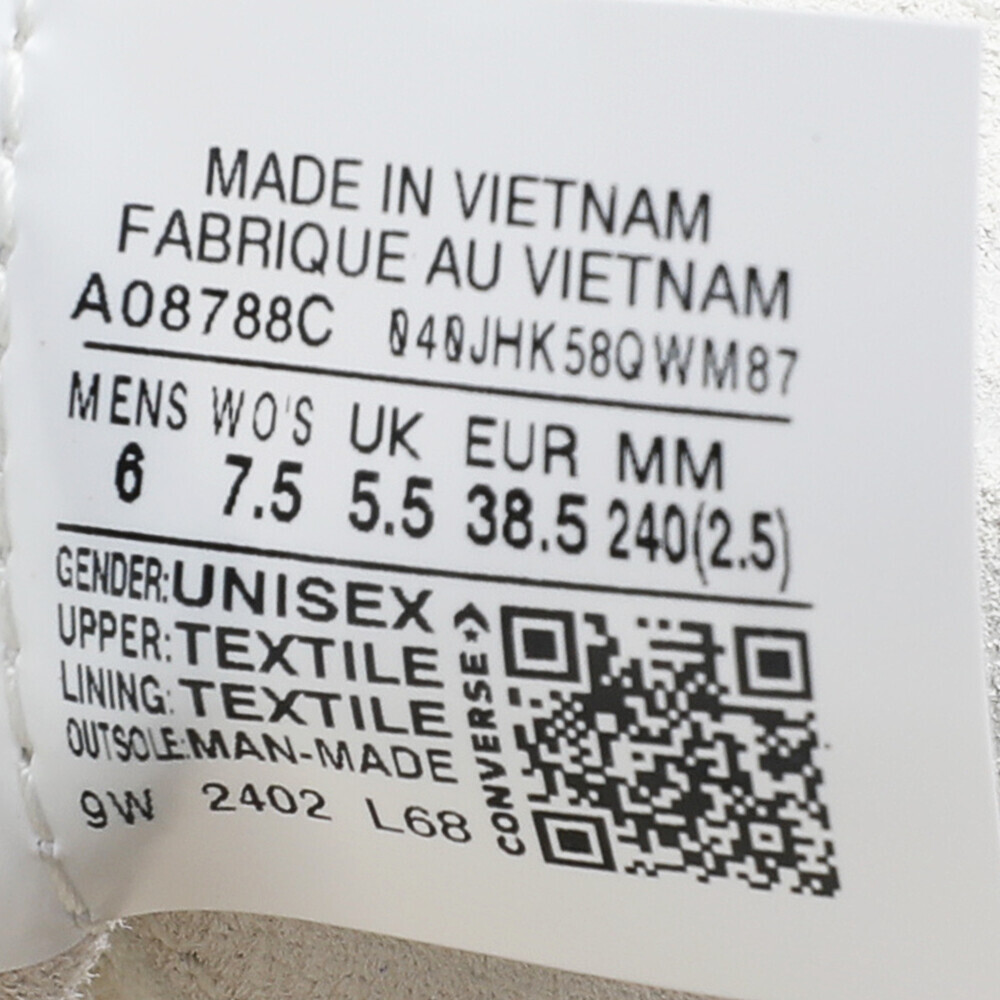 MADE IN VIETNAM
FABRIQUE AU VIETNAM
A08788C 040JHK58QWM87
MENS WO'S UK EUR MM
6 7.5 5.5 38.5 240(2.5)
GENDER:UNISEX
UPPER:TEXTILE
LINING:TEXTILE
OUTSOLE:MAN-MADE
9W 2402 L68
CONVERSE